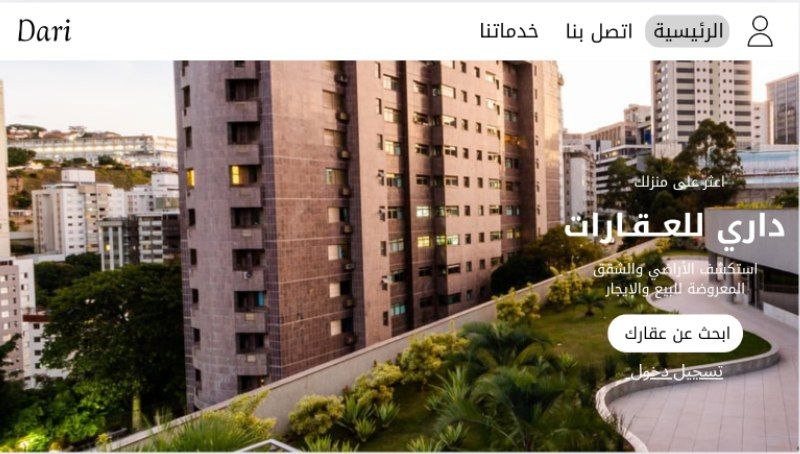 Dari
الرئيسية
اتصل بنا
خدماتنا
اعثر على منزلك
داري للعـقـارات
استكشف الأراضي والشقق
المعروضة للبيع والإيجار
ابحث عن عقارك
تسجيل دخول